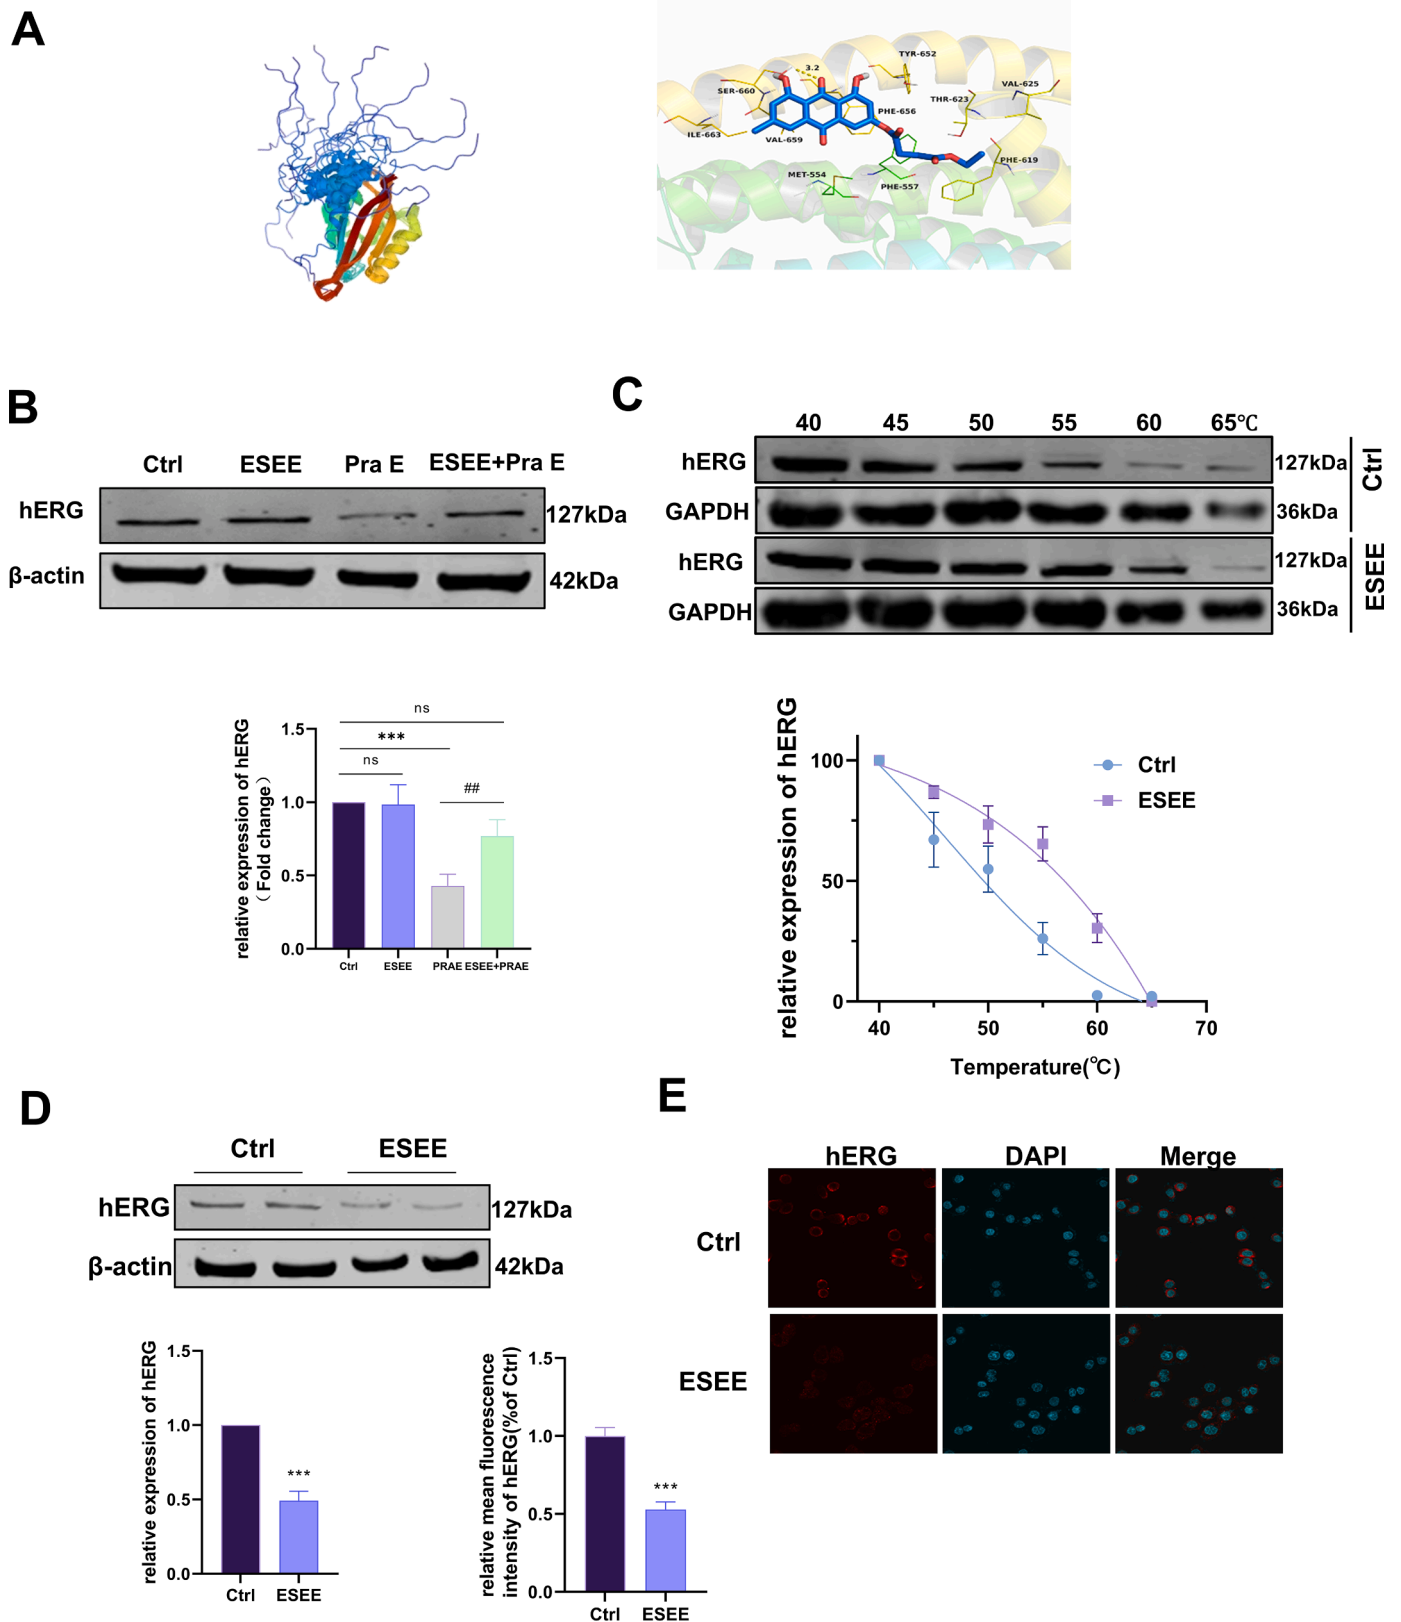 A
3.2
TYR-652
SER-660
VAL-625
THR-623
PHE-656
ILE-663
VAL-659
PHE-619
MET-554
PHE-557
B
Ctrl ESEE Pra E ESEE+Pra E
hERG 127kDa
β-actin 42kDa
relative expression of hERG
（Fold change）
1.5
1.0
0.5
0.0
ns
***
ns
##
Ctrl ESEE PRAE ESEE+PRAE
C
40 45 50 55 60 65℃
hERG 127kDa
GAPDH 36kDa
Ctrl
hERG 127kDa
GAPDH 36kDa
ESEE
relative expression of hERG
100
50
0
Ctrl
ESEE
40 50 60 70
Temperature(℃)
D
Ctrl ESEE
hERG 127kDa
β-actin 42kDa
relative expression of hERG
1.5
1.0
0.5
0.0
***
Ctrl ESEE
relative mean fluorescence
intensity of hERG(%of Ctrl)
1.5
1.0
0.5
0.0
***
Ctrl ESEE
E
hERG DAPI Merge
Ctrl
ESEE